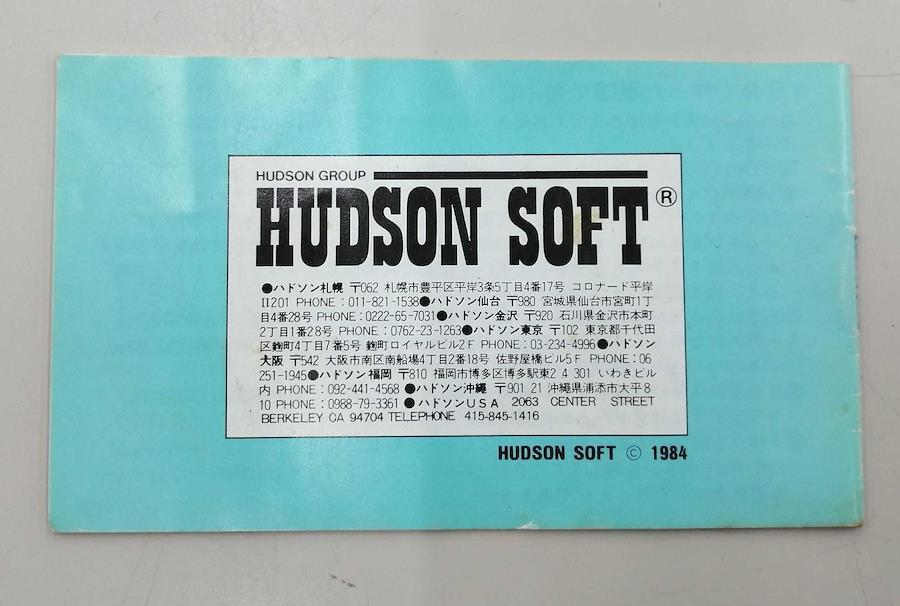 HUDSON GROUP
HUDSON SOFT®
●ハドソン札幌 〒062 札幌市豊平区平岸3条5丁目4番17号 コロナード平岸
II201 PHONE:011-821-1538●ハドソン仙台 〒980 宮城県仙台市宮町1丁
目4番28号 PHONE:0222-65-7031●ハドソン金沢 〒920 石川県金沢市本町
2丁目1番28号 PHONE:0762-23-1263●ハドソン東京 〒102 東京都千代田
区麴町4丁目7番5号 麴町ロイヤルビル2F PHONE:03-234-4996●ハドソン
大阪 〒542 大阪市南区南船場4丁目2番18号 佐野屋橋ビル5F PHONE:06
251-1945●ハドソン福岡 〒810 福岡市博多区博多駅東2 4 301 いわきビル
内 PHONE:092-441-4568 ●ハドソン沖縄 〒901 21 沖縄県浦添市大平8
10 PHONE:0988-79-3361 ●ハドソンUSA 2063 CENTER STREET
BERKELEY CA 94704 TELEPHONE 415-845-1416
HUDSON SOFT © 1984